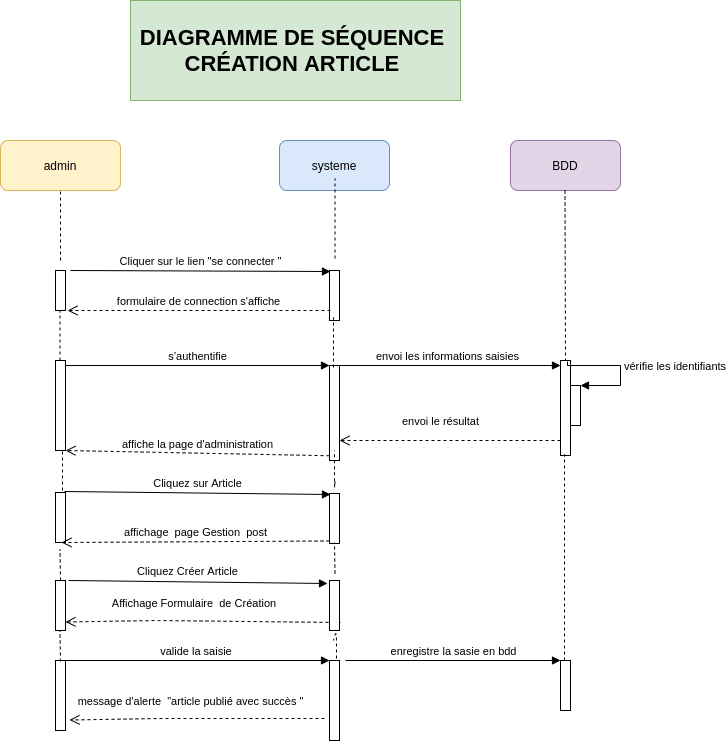 DIAGRAMME DE SÉQUENCE
CRÉATION ARTICLE
admin
systeme
BDD
Cliquer sur le lien "se connecter "
formulaire de connection s'affiche
s'authentifie
envoi les informations saisies
vérifie les identifiants
envoi le résultat
affiche la page d'administration
Cliquez sur Article
affichage  page Gestion  post
Cliquez Créer Article
Affichage Formulaire  de Création
valide la saisie
enregistre la sasie en bdd
message d'alerte  "article publié avec succès "